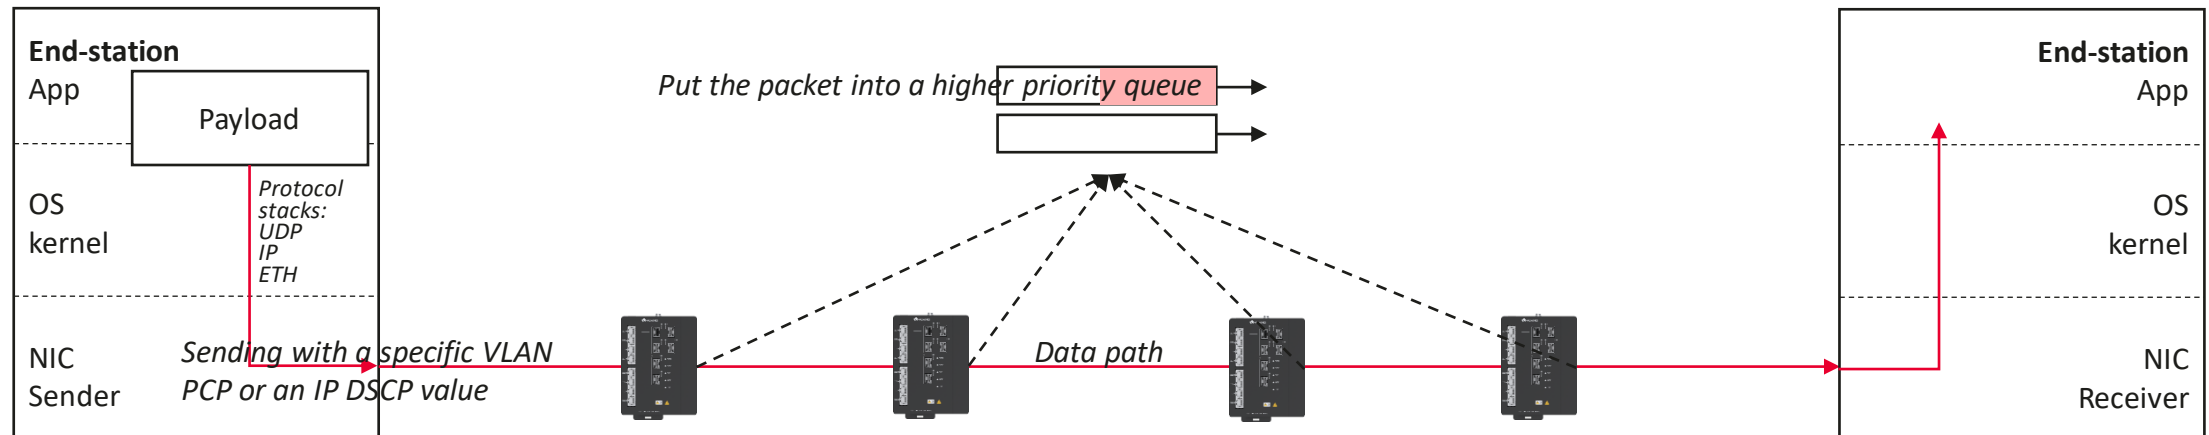 End-station
App
Payload
OS
kernel
Protocol
stacks:
UDP
IP
ETH
NIC
Sender
Sending with a specific VLAN
PCP or an IP DSCP value
Put the packet into a higher priority queue
Data path
End-station
App
OS
kernel
NIC
Receiver